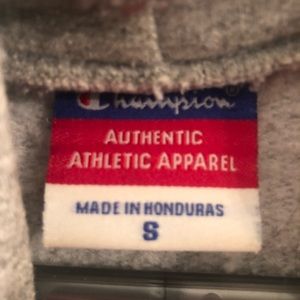 Champion®
AUTHENTIC
ATHLETIC APPAREL
MADE IN HONDURAS
S